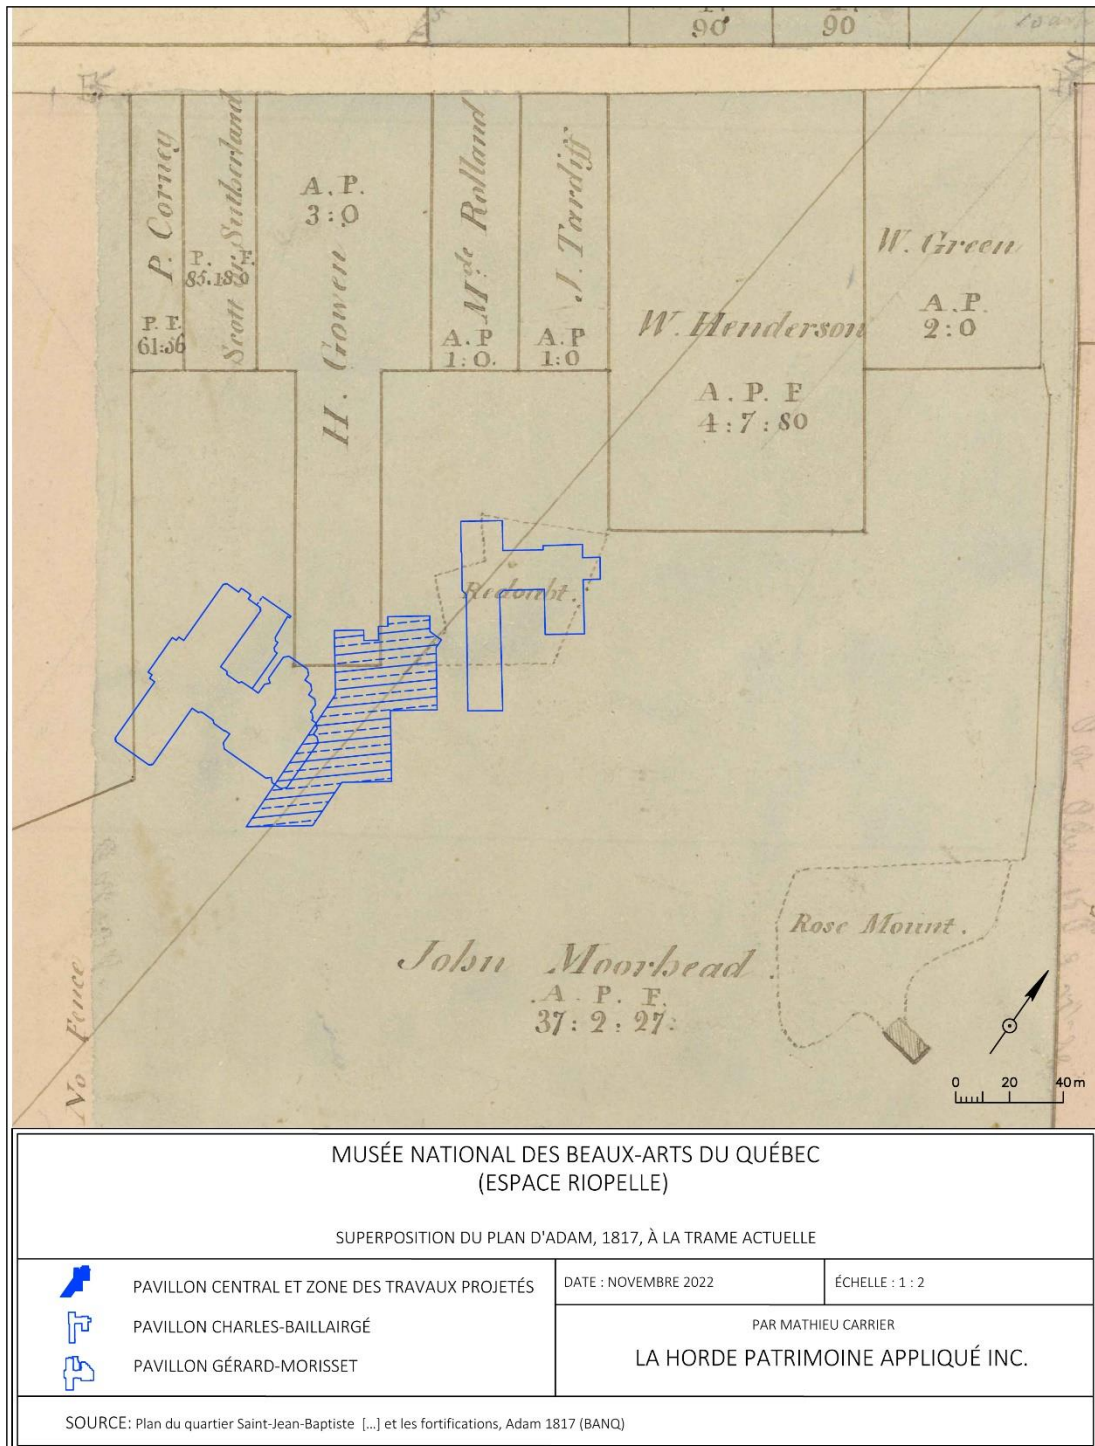 90
90
P. Corney
P. F.
61:56
Scott & Sutherland
P. F.
85.180
A. P.
3:0
H. Gowen
Mde Rolland
A. P
1:0.
J. Tardiff
A. P
1:0
W. Henderson
A. P. F
4:7:80
W. Green
A. P.
2:0
Redoubt.
Rose Mount.
John Moorhead.
A. P. F.
37:2:27:
No Fence
0 20 40m
MUSÉE NATIONAL DES BEAUX-ARTS DU QUÉBEC
(ESPACE RIOPELLE)
SUPERPOSITION DU PLAN D'ADAM, 1817, À LA TRAME ACTUELLE
PAVILLON CENTRAL ET ZONE DES TRAVAUX PROJETÉS
PAVILLON CHARLES-BAILLAIRGÉ
PAVILLON GÉRARD-MORISSET
DATE : NOVEMBRE 2022
ÉCHELLE : 1 : 2
PAR MATHIEU CARRIER
LA HORDE PATRIMOINE APPLIQUÉ INC.
SOURCE: Plan du quartier Saint-Jean-Baptiste [...] et les fortifications, Adam 1817 (BANQ)